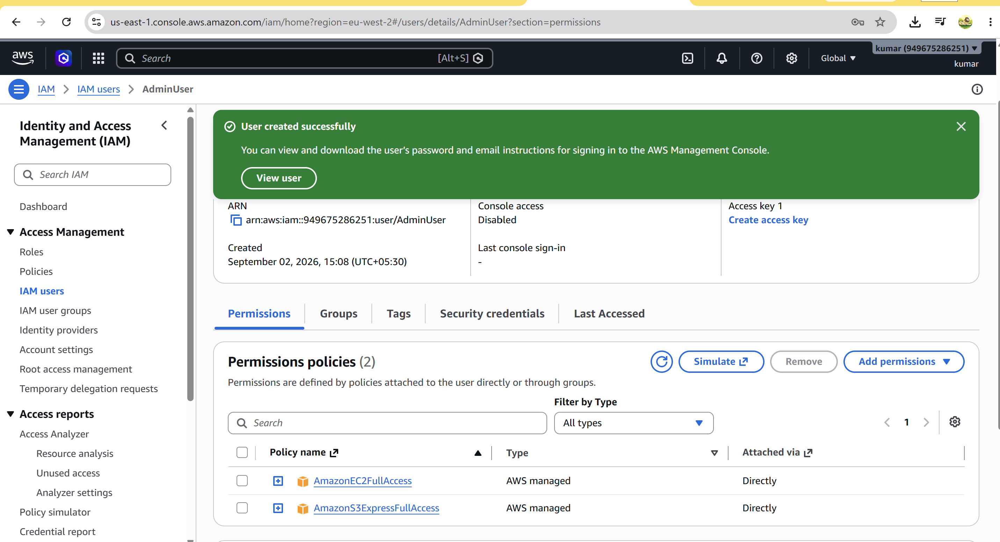 us-east-1.console.aws.amazon.com/iam/home?region=eu-west-2#/users/details/AdminUser?section=permissions
aws
Search
[Alt+S]
Global
kumar (949675286251)
kumar
IAM
IAM users
AdminUser
Identity and Access
Management (IAM)
Search IAM
Dashboard
Access Management
Roles
Policies
IAM users
IAM user groups
Identity providers
Account settings
Root access management
Temporary delegation requests
Access reports
Access Analyzer
Resource analysis
Unused access
Analyzer settings
Policy simulator
Credential report
User created successfully
You can view and download the user’s password and email instructions for signing in to the AWS Management Console.
View user
ARN
arn:aws:iam::949675286251:user/AdminUser
Created
September 02, 2026, 15:08 (UTC+05:30)
Console access
Disabled
Last console sign-in
-
Access key 1
Create access key
Permissions
Groups
Tags
Security credentials
Last Accessed
Permissions policies (2)
Simulate
Remove
Add permissions
Permissions are defined by policies attached to the user directly or through groups.
Filter by Type
Search
All types
1
Policy name
Type
Attached via
AmazonEC2FullAccess
AWS managed
Directly
AmazonS3ExpressFullAccess
AWS managed
Directly